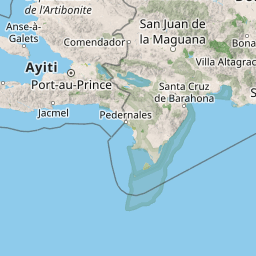 de l'Artibonite
San Juan de
la Maguana
Anse-à-
Galets
Comendador
Villa Altagrac
Ayiti
Port-au-Prince
Santa Cruz
de Barahona
Jacmel
Pedernales